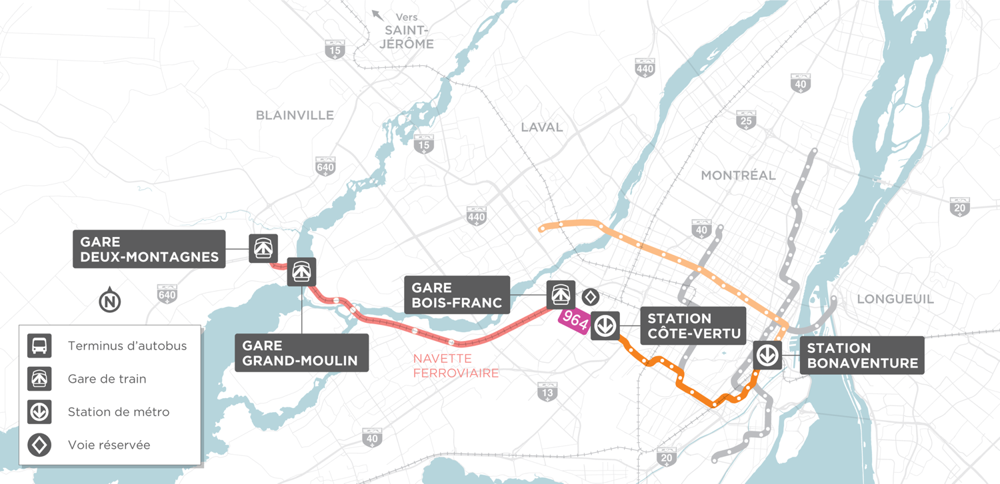 Vers
SAINT-
JÉRÔME
15
440
40
BLAINVILLE
LAVAL
25
15
640
MONTRÉAL
440
40
20
GARE
DEUX-MONTAGNES
640
N
GARE
BOIS-FRANC
LONGUEUIL
964
STATION
CÔTE-VERTU
GARE
GRAND-MOULIN
STATION
BONAVENTURE
NAVETTE
FERROVIAIRE
13
40
20
Terminus d'autobus
Gare de train
Station de métro
Voie réservée